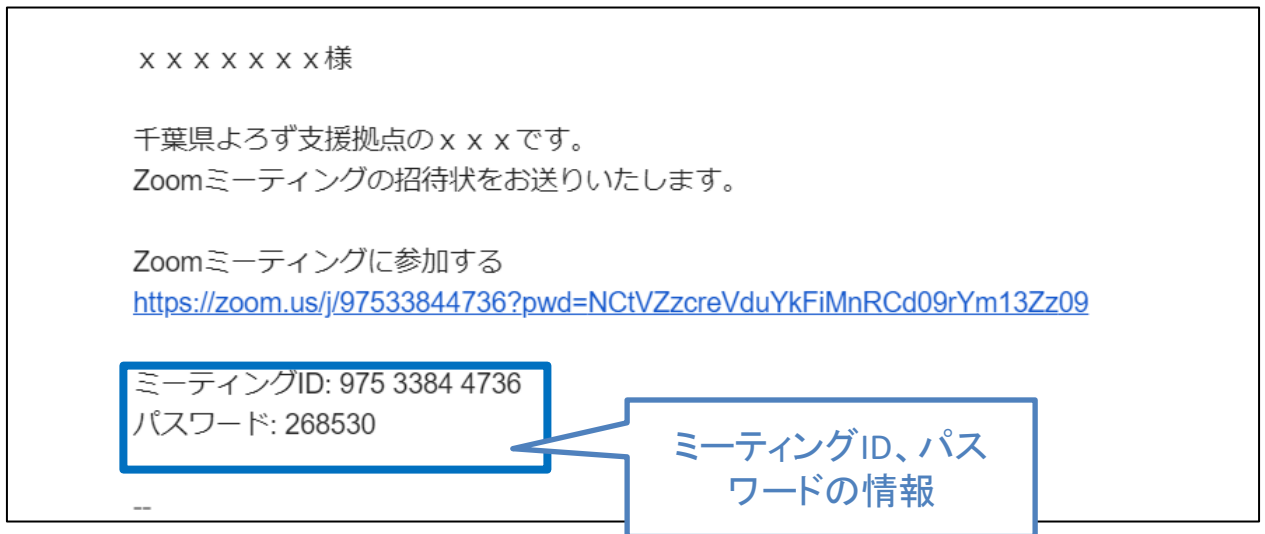 ｘｘｘｘｘｘｘ様
千葉県よろず支援拠点のｘｘｘです。
Zoomミーティングの招待状をお送りいたします。
Zoomミーティングに参加する
https://zoom.us/j/97533844736?pwd=NCtVZzcreVduYkFiMnRCd09rYm13Zz09
ミーティングID: 975 3384 4736
パスワード: 268530
ミーティングID、パス
ワードの情報
--